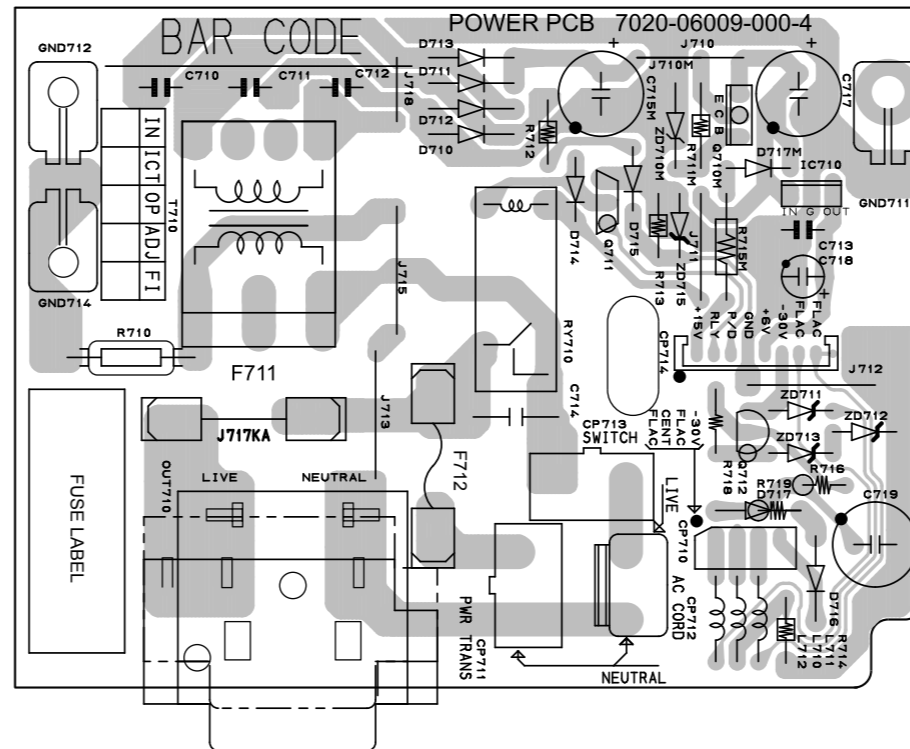 BAR CODE
POWER PCB 7020-06009-000-4
GND712
C710
C711
C712
J718
D713
D711
D712
D710
R712
+
C715M
J710M
J710
ZD710M
R711M
E C B
Q710M
+
C717
D717M
IC710
IN G OUT
GND711
IN
ICT
OP
ADJ
FI
T710
GND714
J715
D714
Q711
D715
R713
J711
ZD715
R715M
C713
C718
+
R710
F711
RY710
CP714
+15V
RLY
P/D
GND
+6V
-30V
FLAC
FLAC
J712
J717KA
J713
F712
C714
CP713
SWITCH
FLAC
CENT
FLAC
-30V
R718
Q712
ZD711
ZD712
ZD713
R716
R719
D717
C719
FUSE LABEL
OUT710
LIVE
NEUTRAL
LIVE
CP710
PWR TRANS
CP711
AC CORD
CP712
NEUTRAL
L712
L710
L711
D716
R714